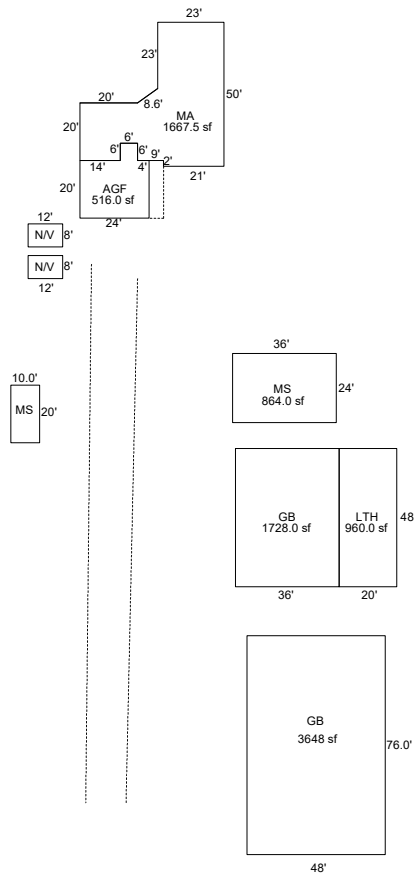 23'
23'
50'
20'
8.6'
MA
1667.5 sf
20'
6'
6'
6'
9'
2'
14'
4'
21'
20'
AGF
516.0 sf
24'
12'
N/V
8'
N/V
8'
12'
36'
10.0'
MS
20'
MS
864.0 sf
24'
GB
1728.0 sf
LTH
960.0 sf
48
36'
20'
GB
3648 sf
76.0'
48'